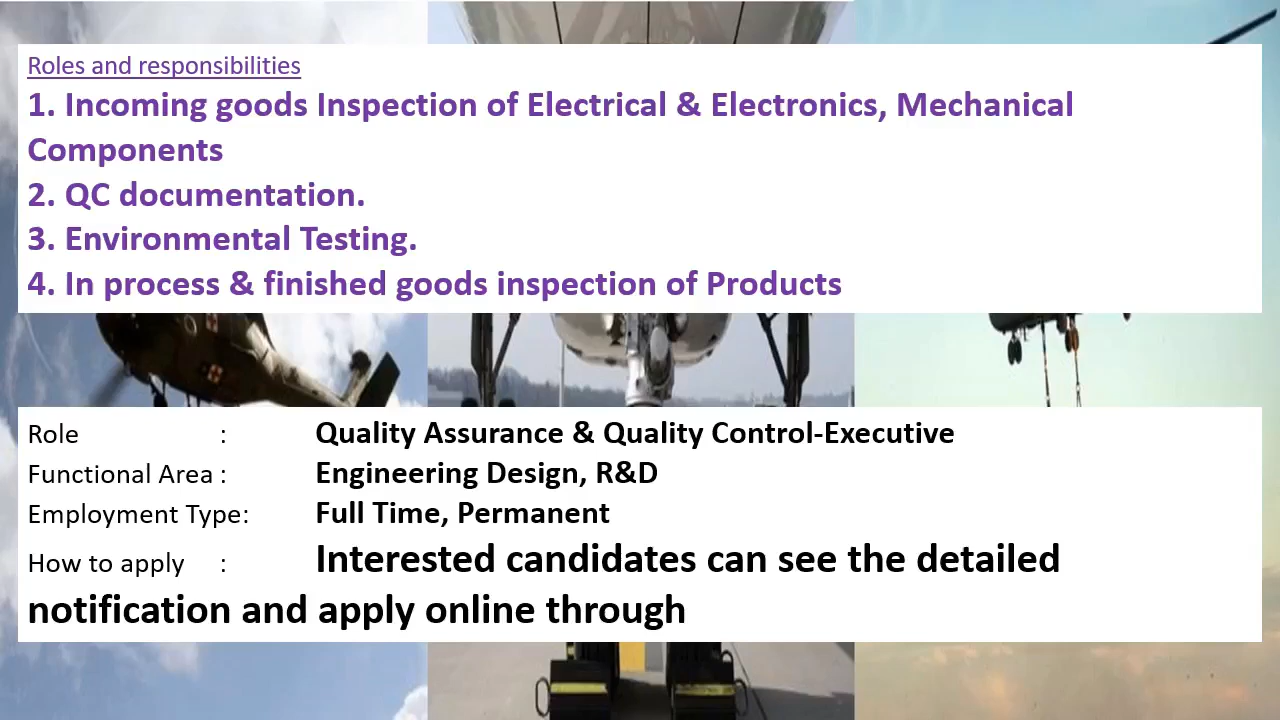 Roles and responsibilities
1. Incoming goods Inspection of Electrical & Electronics, Mechanical
Components
2. QC documentation.
3. Environmental Testing.
4. In process & finished goods inspection of Products
Role : Quality Assurance & Quality Control-Executive
Functional Area : Engineering Design, R&D
Employment Type: Full Time, Permanent
How to apply : Interested candidates can see the detailed
notification and apply online through